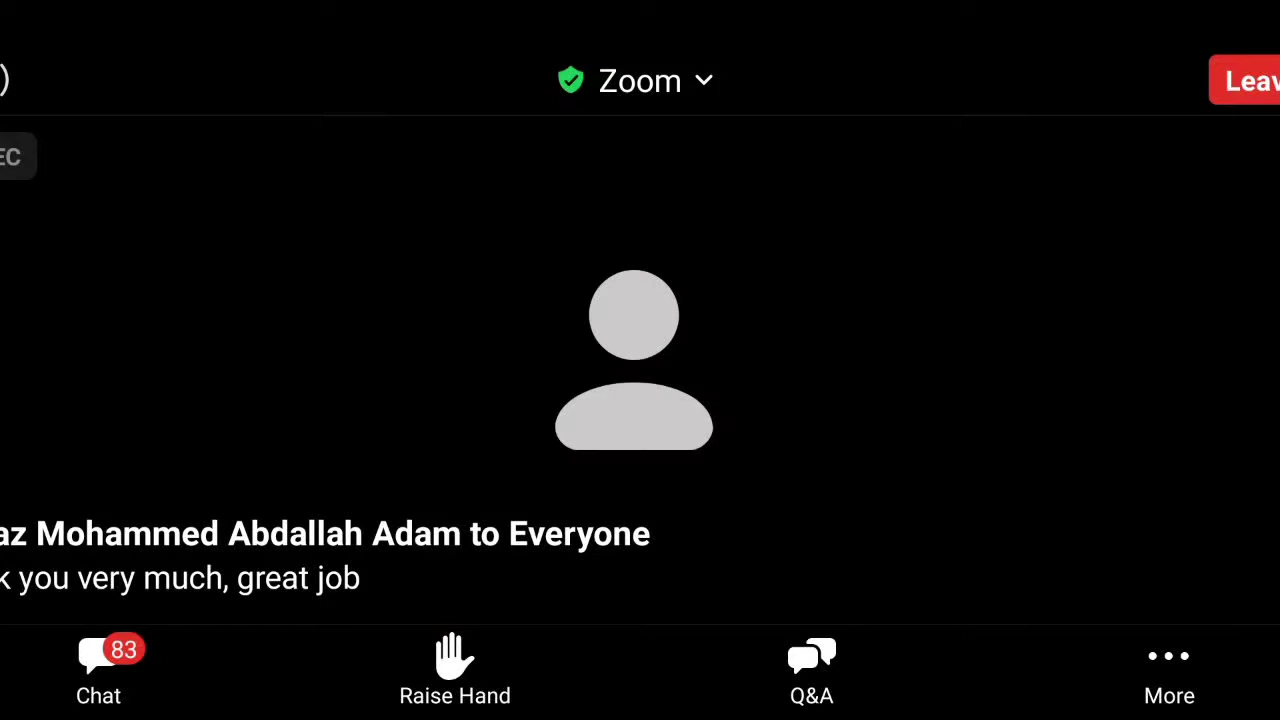 Zoom
Leav
EC
az Mohammed Abdallah Adam to Everyone
k you very much, great job
83
Chat
Raise Hand
Q&A
More